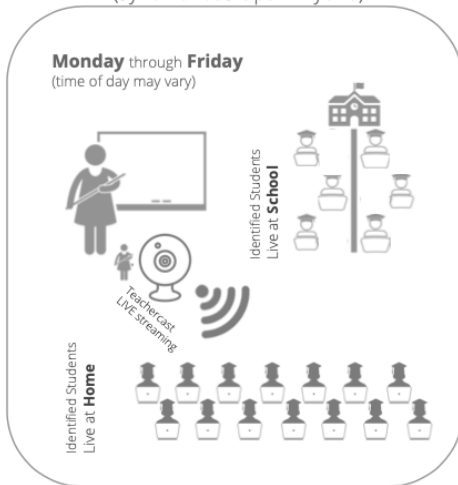 Monday through Friday
(time of day may vary)
Identified Students
Live at School
Teachercast
LIVE streaming
Identified Students
Live at Home